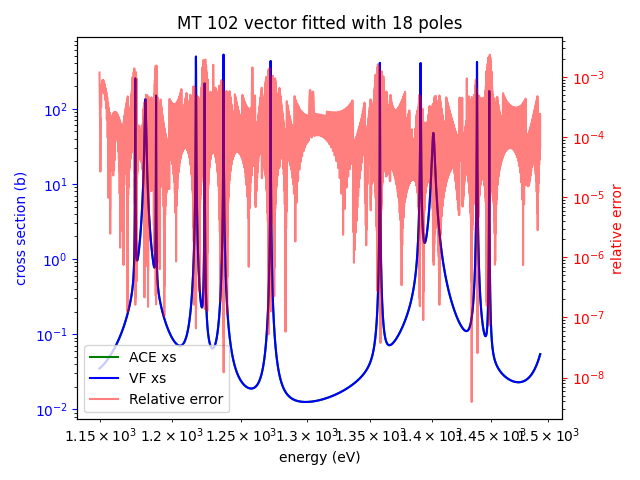 MT 102 vector fitted with 18 poles
10²
10¹
10⁰
10⁻¹
10⁻²
cross section (b)
10⁻³
10⁻⁴
10⁻⁵
10⁻⁶
10⁻⁷
10⁻⁸
relative error
ACE xs
VF xs
Relative error
1.15 × 10³ 1.2 × 10³ 1.25 × 10³ 1.3 × 10³ 1.35 × 10³ 1.4 × 10³ 1.45 × 10³ 1.5 × 10³
energy (eV)